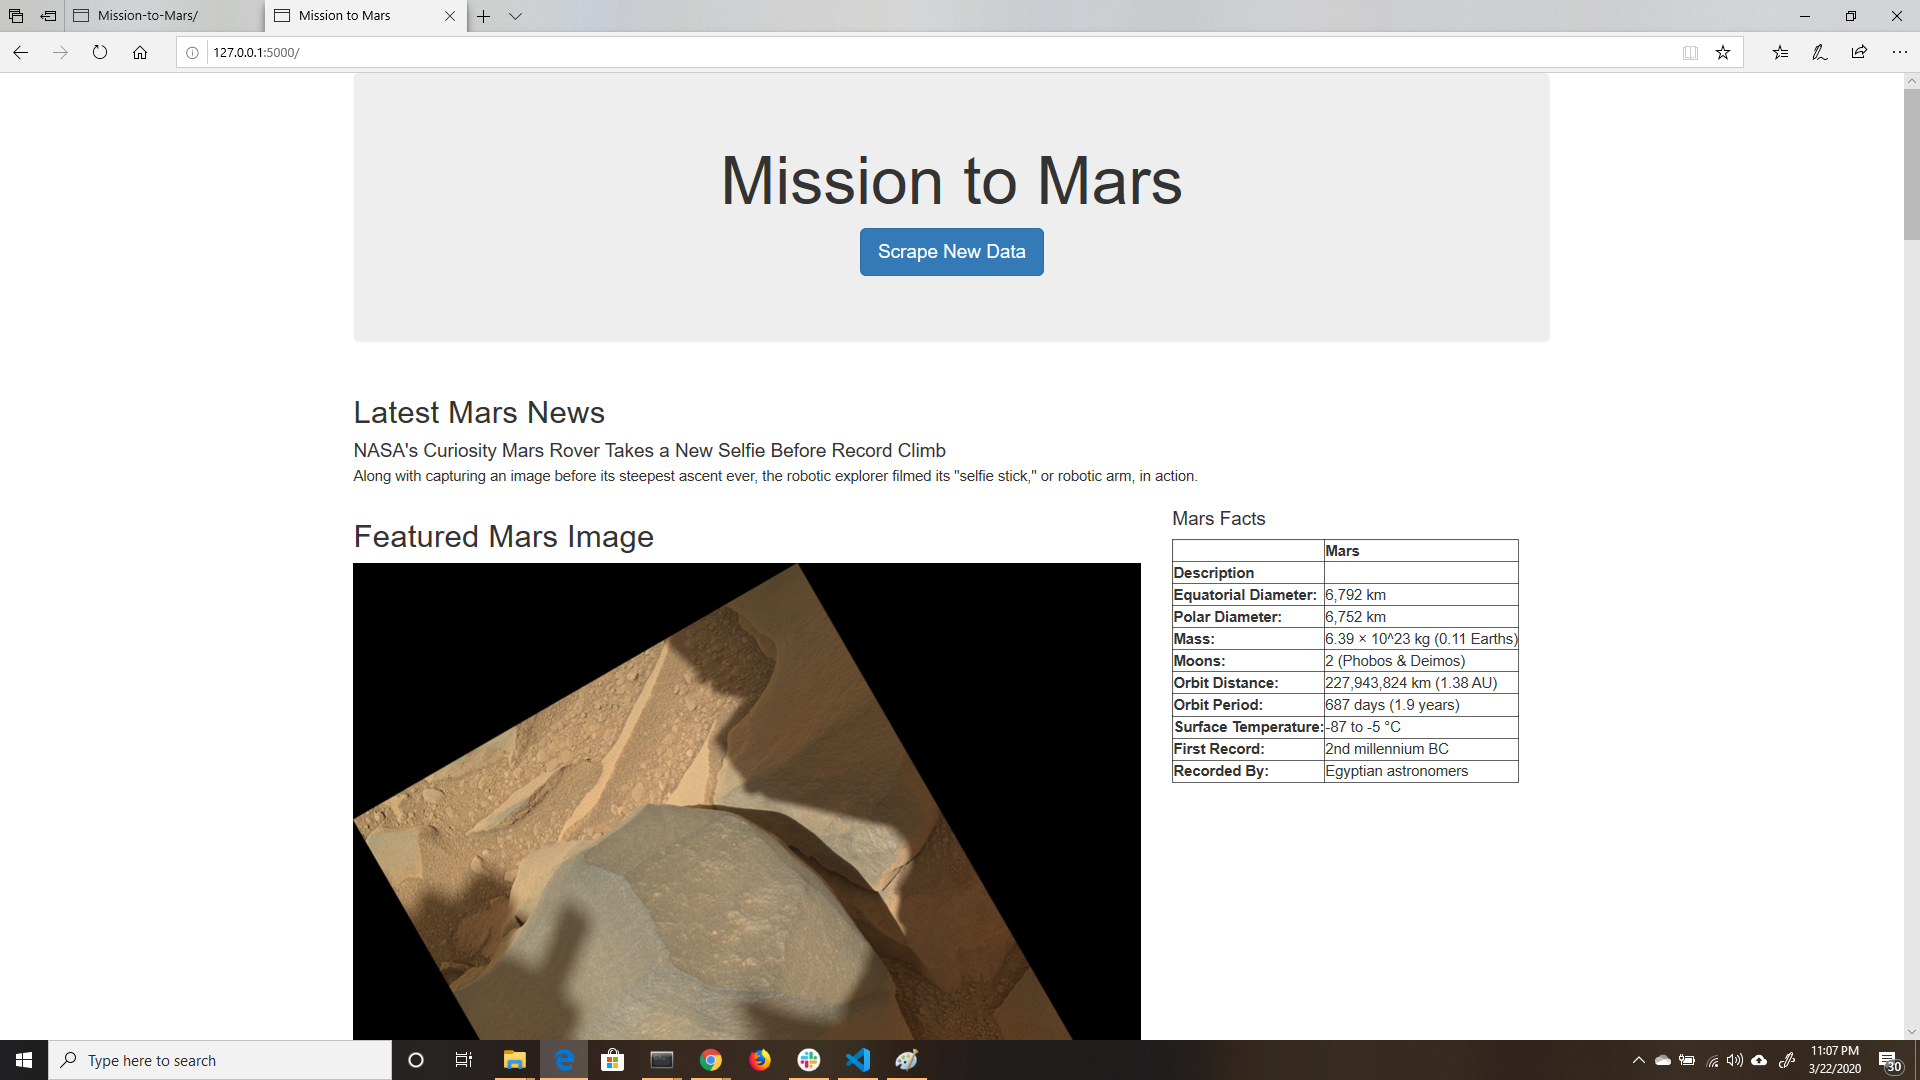 Mission-to-Mars/
Mission to Mars
127.0.0.1:5000/
Mission to Mars
Scrape New Data
Latest Mars News
NASA's Curiosity Mars Rover Takes a New Selfie Before Record Climb
Along with capturing an image before its steepest ascent ever, the robotic explorer filmed its "selfie stick," or robotic arm, in action.
Featured Mars Image
Mars Facts
Mars
Description
Equatorial Diameter: 6,792 km
Polar Diameter: 6,752 km
Mass: 6.39 × 10^23 kg (0.11 Earths)
Moons: 2 (Phobos & Deimos)
Orbit Distance: 227,943,824 km (1.38 AU)
Orbit Period: 687 days (1.9 years)
Surface Temperature: -87 to -5 °C
First Record: 2nd millennium BC
Recorded By: Egyptian astronomers
Type here to search
11:07 PM
3/22/2020
30